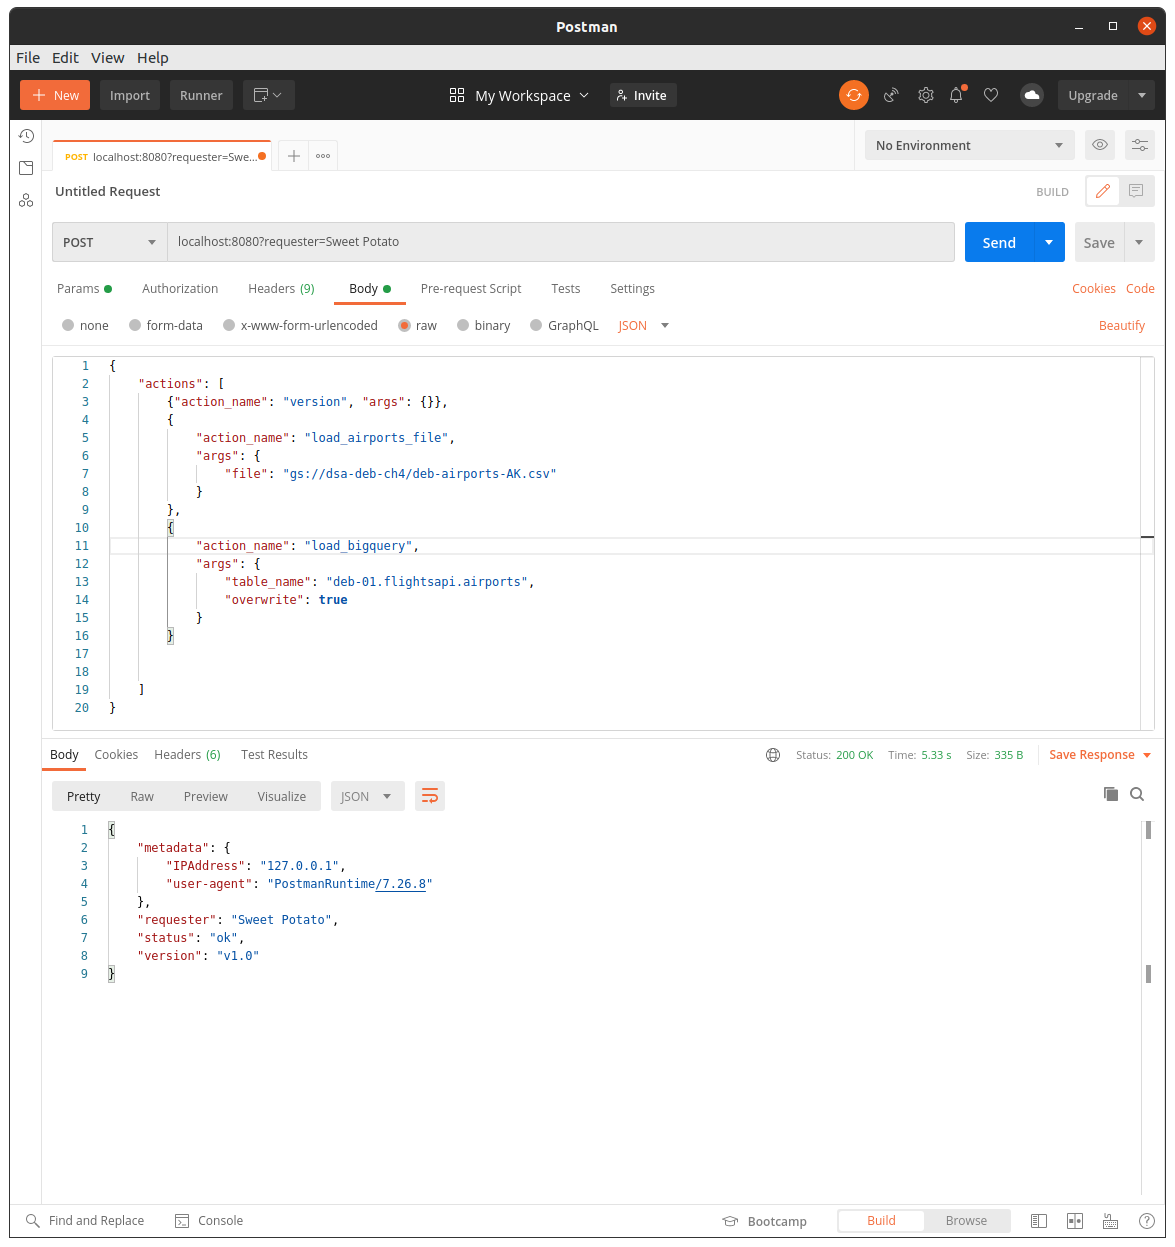 Postman
File Edit View Help
New Import Runner My Workspace Invite Upgrade
POST localhost:8080?requester=Swe... No Environment
Untitled Request BUILD
POST localhost:8080?requester=Sweet Potato Send Save
Params Authorization Headers (9) Body Pre-request Script Tests Settings Cookies Code
none form-data x-www-form-urlencoded raw binary GraphQL JSON Beautify
1 {
2 "actions": [
3 {"action_name": "version", "args": {}},
4 {
5 "action_name": "load_airports_file",
6 "args": {
7 "file": "gs://dsa-deb-ch4/deb-airports-AK.csv"
8 }
9 },
10 {
11 "action_name": "load_bigquery",
12 "args": {
13 "table_name": "deb-01.flightsapi.airports",
14 "overwrite": true
15 }
16 }
17
18
19 ]
20 }
Body Cookies Headers (6) Test Results Status: 200 OK Time: 5.33 s Size: 335 B Save Response
Pretty Raw Preview Visualize JSON
1 {
2 "metadata": {
3 "IPAddress": "127.0.0.1",
4 "user-agent": "PostmanRuntime/7.26.8"
5 },
6 "requester": "Sweet Potato",
7 "status": "ok",
8 "version": "v1.0"
9 }
Find and Replace Console Bootcamp Build Browse